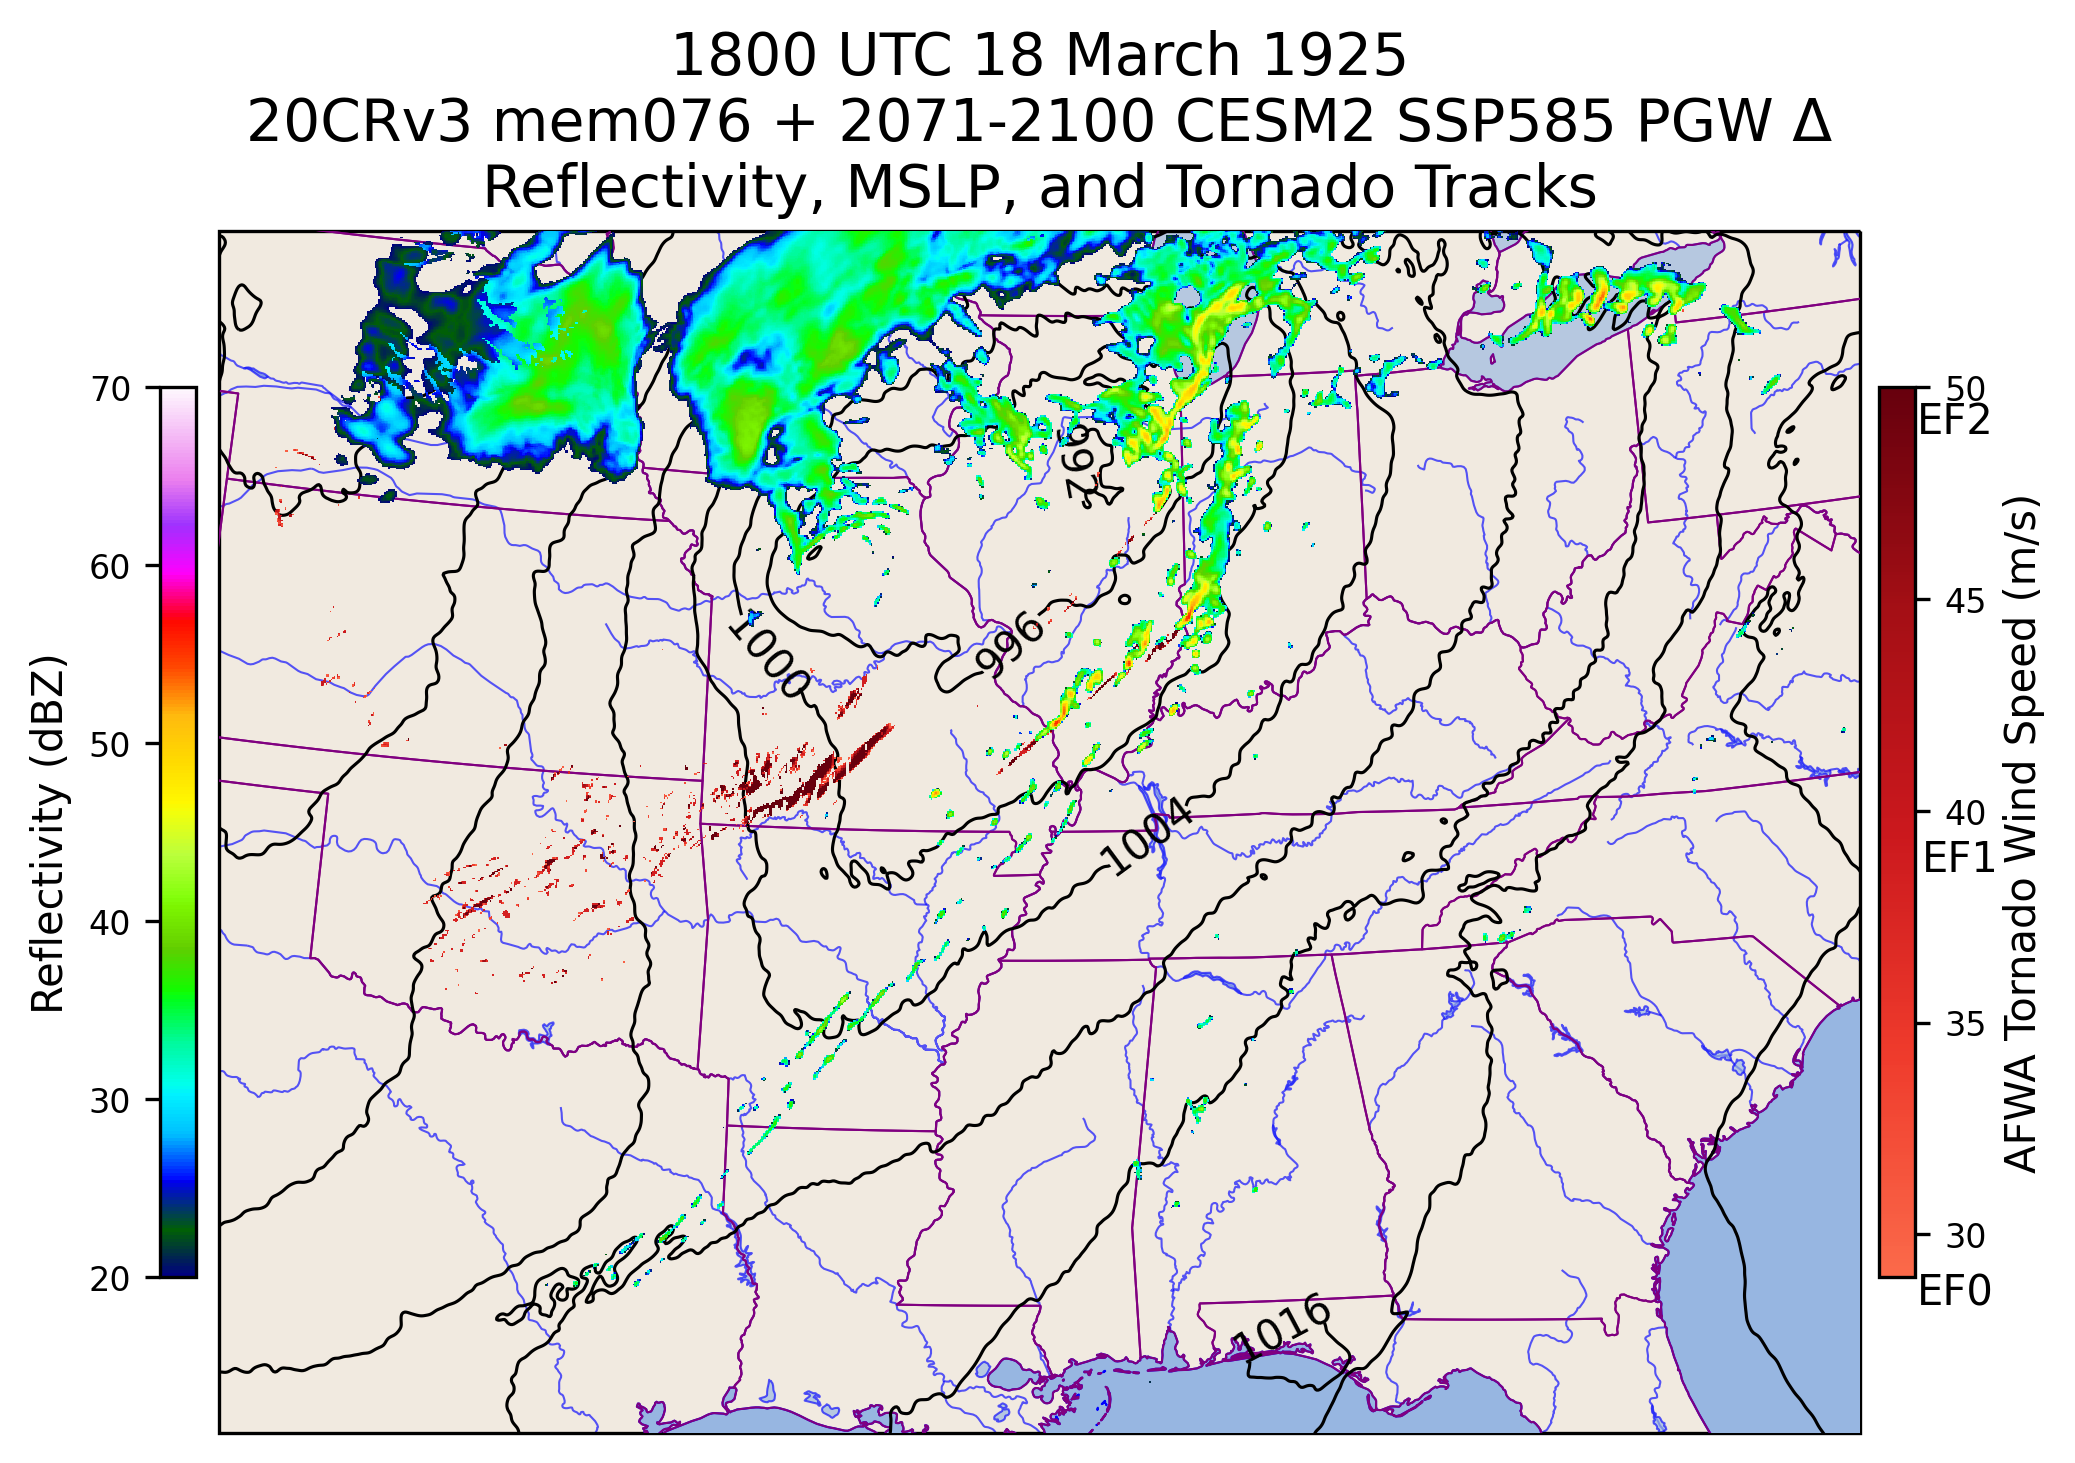 1800 UTC 18 March 1925
20CRv3 mem076 + 2071-2100 CESM2 SSP585 PGW Δ
Reflectivity, MSLP, and Tornado Tracks
70
60
50
40
30
20
Reflectivity (dBZ)
992
996
1000
1004
1016
50
EF2
45
40
EF1
35
30
EF0
AFWA Tornado Wind Speed (m/s)